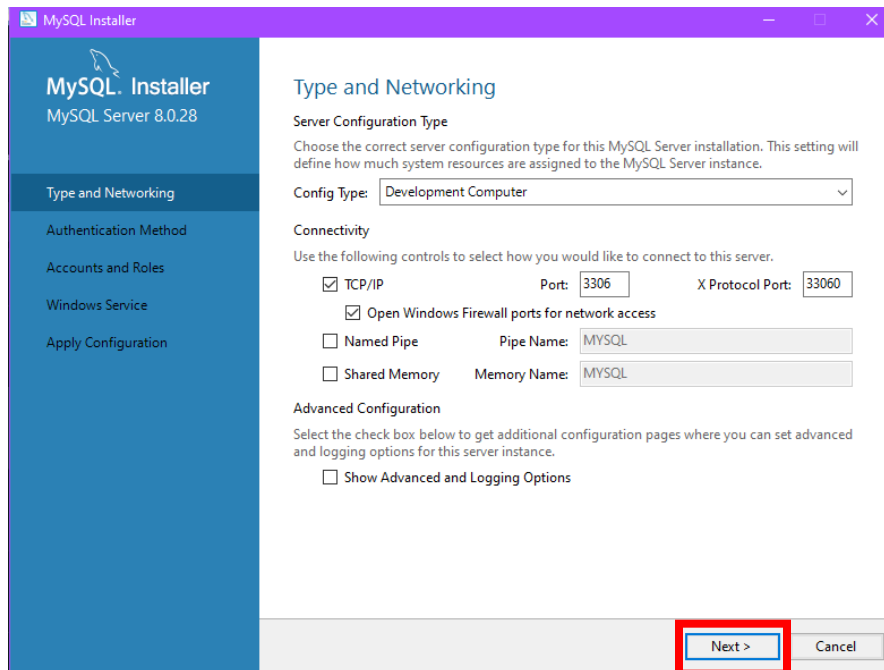 MySQL Installer
MySQL. Installer
MySQL Server 8.0.28
Type and Networking
Authentication Method
Accounts and Roles
Windows Service
Apply Configuration
Type and Networking
Server Configuration Type
Choose the correct server configuration type for this MySQL Server installation. This setting will
define how much system resources are assigned to the MySQL Server instance.
Config Type: Development Computer
Connectivity
Use the following controls to select how you would like to connect to this server.
TCP/IP Port: 3306 X Protocol Port: 33060
Open Windows Firewall ports for network access
Named Pipe Pipe Name: MYSQL
Shared Memory Memory Name: MYSQL
Advanced Configuration
Select the check box below to get additional configuration pages where you can set advanced
and logging options for this server instance.
Show Advanced and Logging Options
Next > Cancel